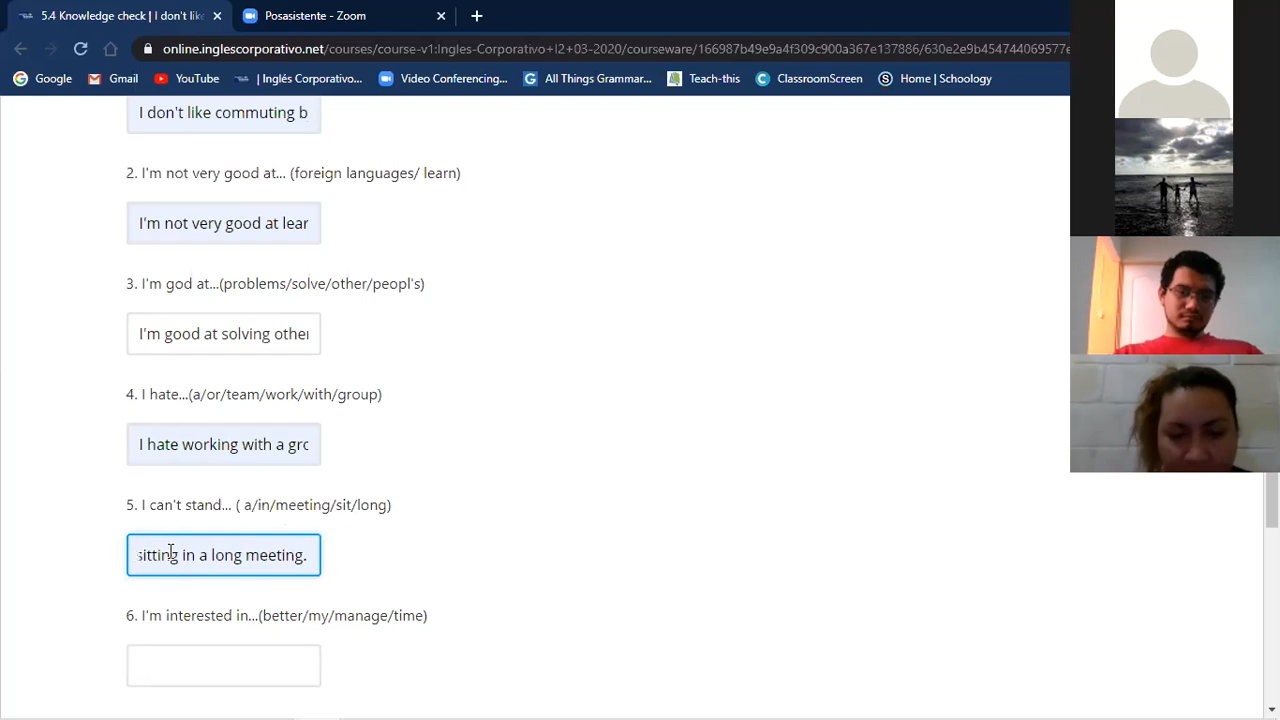 5.4 Knowledge check | I don't like
Posasistente - Zoom
online.inglescorporativo.net/courses/course-v1:Ingles-Corporativo+I2+03-2020/courseware/166987b49e9a4f309c900a367e137886/630e2e9b454744069577e
Google Gmail YouTube | Inglés Corporativo... Video Conferencing... All Things Grammar... Teach-this ClassroomScreen Home | Schoology
I don't like commuting b
2. I'm not very good at... (foreign languages/ learn)
I'm not very good at lear
3. I'm god at...(problems/solve/other/peopl's)
I'm good at solving other
4. I hate...(a/or/team/work/with/group)
I hate working with a gro
5. I can't stand... ( a/in/meeting/sit/long)
sitting in a long meeting.
6. I'm interested in...(better/my/manage/time)